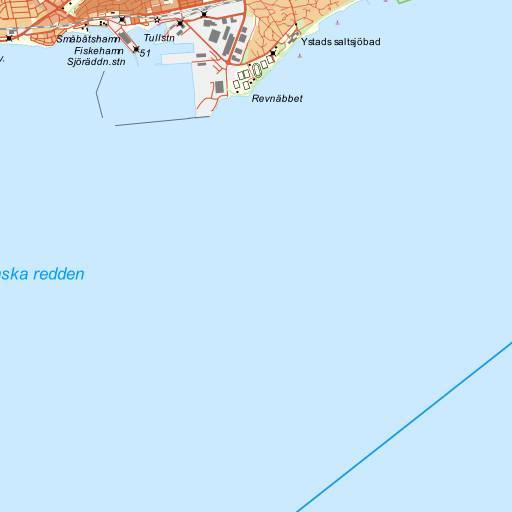 Småbåtshamn
Tullstn
Ystads saltsjöbad
Fiskehamn
51
Sjöräddn.stn
v.
Revnäbbet
ska redden